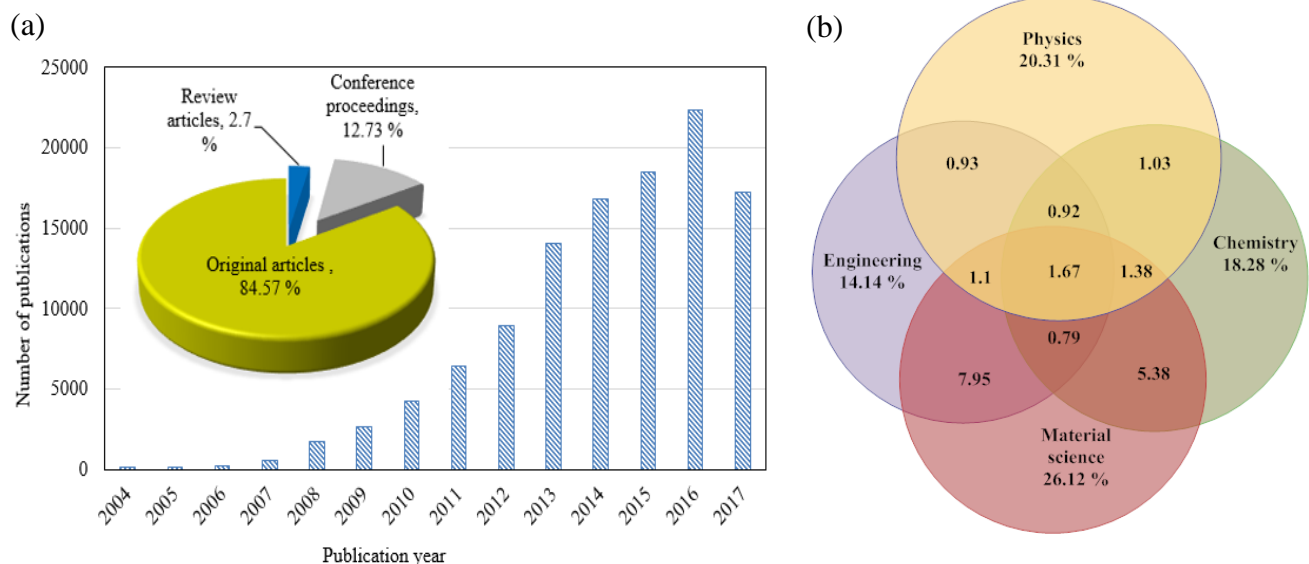 (a)
25000
20000
15000
10000
5000
0
Number of publications
Review
articles, 2.7
%
Conference
proceedings,
12.73 %
Original articles ,
84.57 %
2004
2005
2006
2007
2008
2009
2010
2011
2012
2013
2014
2015
2016
2017
Publication year
(b)
Physics
20.31 %
0.93
1.03
0.92
Engineering
14.14 %
Chemistry
18.28 %
1.1
1.67
1.38
0.79
7.95
5.38
Material
science
26.12 %